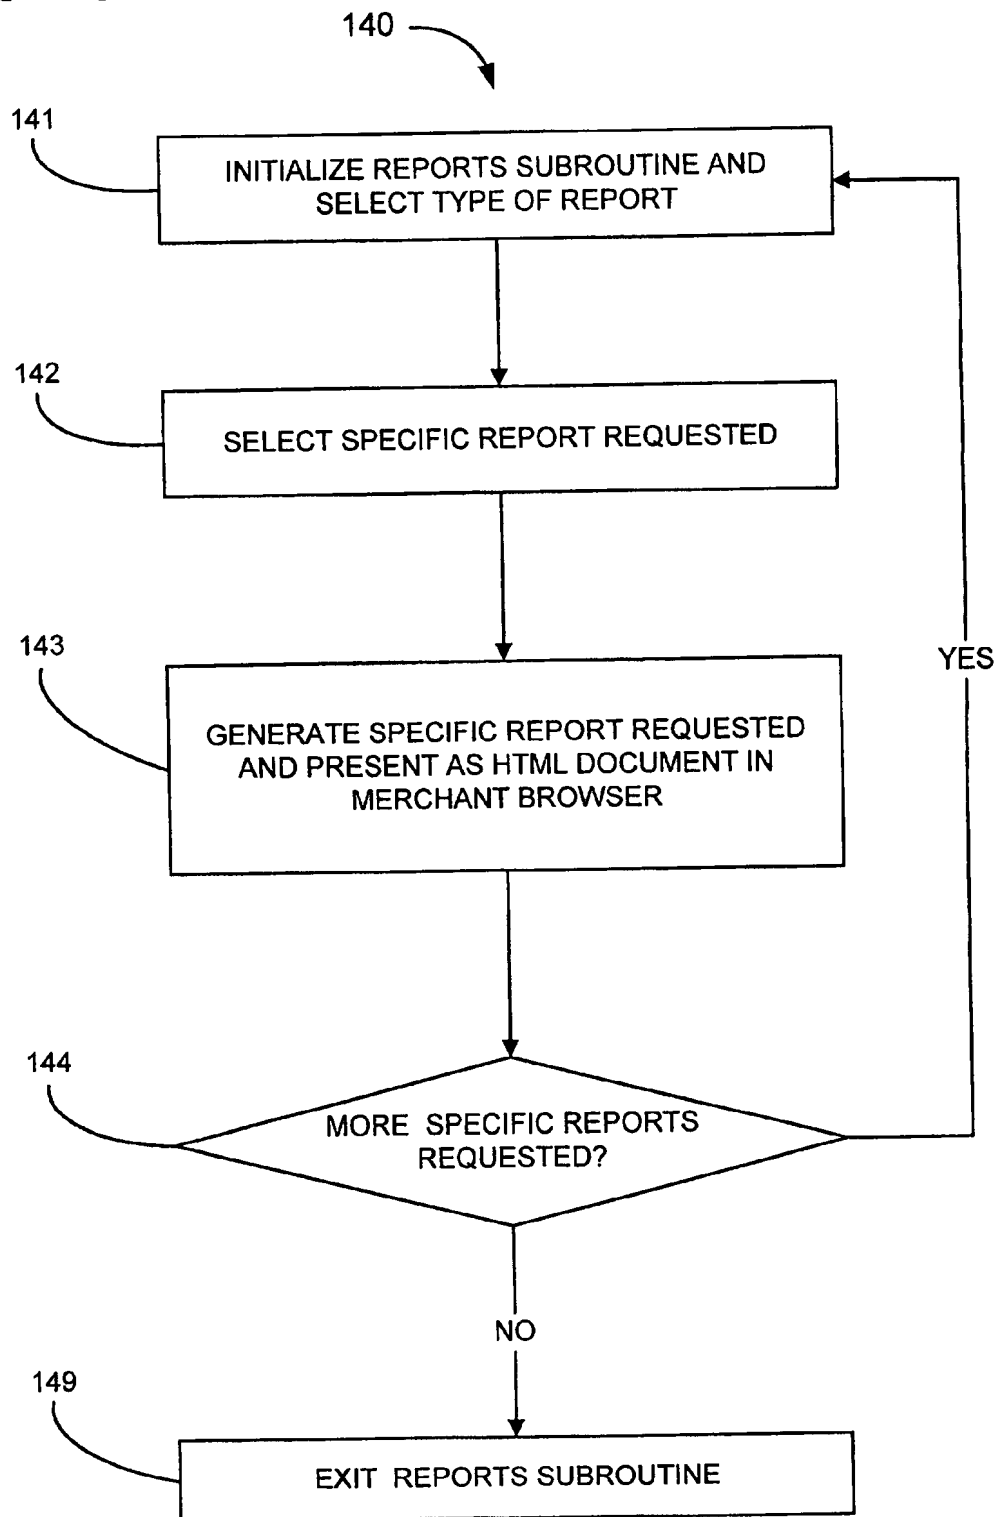 140
141
INITIALIZE REPORTS SUBROUTINE AND
SELECT TYPE OF REPORT
142
SELECT SPECIFIC REPORT REQUESTED
143
GENERATE SPECIFIC REPORT REQUESTED
AND PRESENT AS HTML DOCUMENT IN
MERCHANT BROWSER
YES
144
MORE SPECIFIC REPORTS
REQUESTED?
NO
149
EXIT REPORTS SUBROUTINE